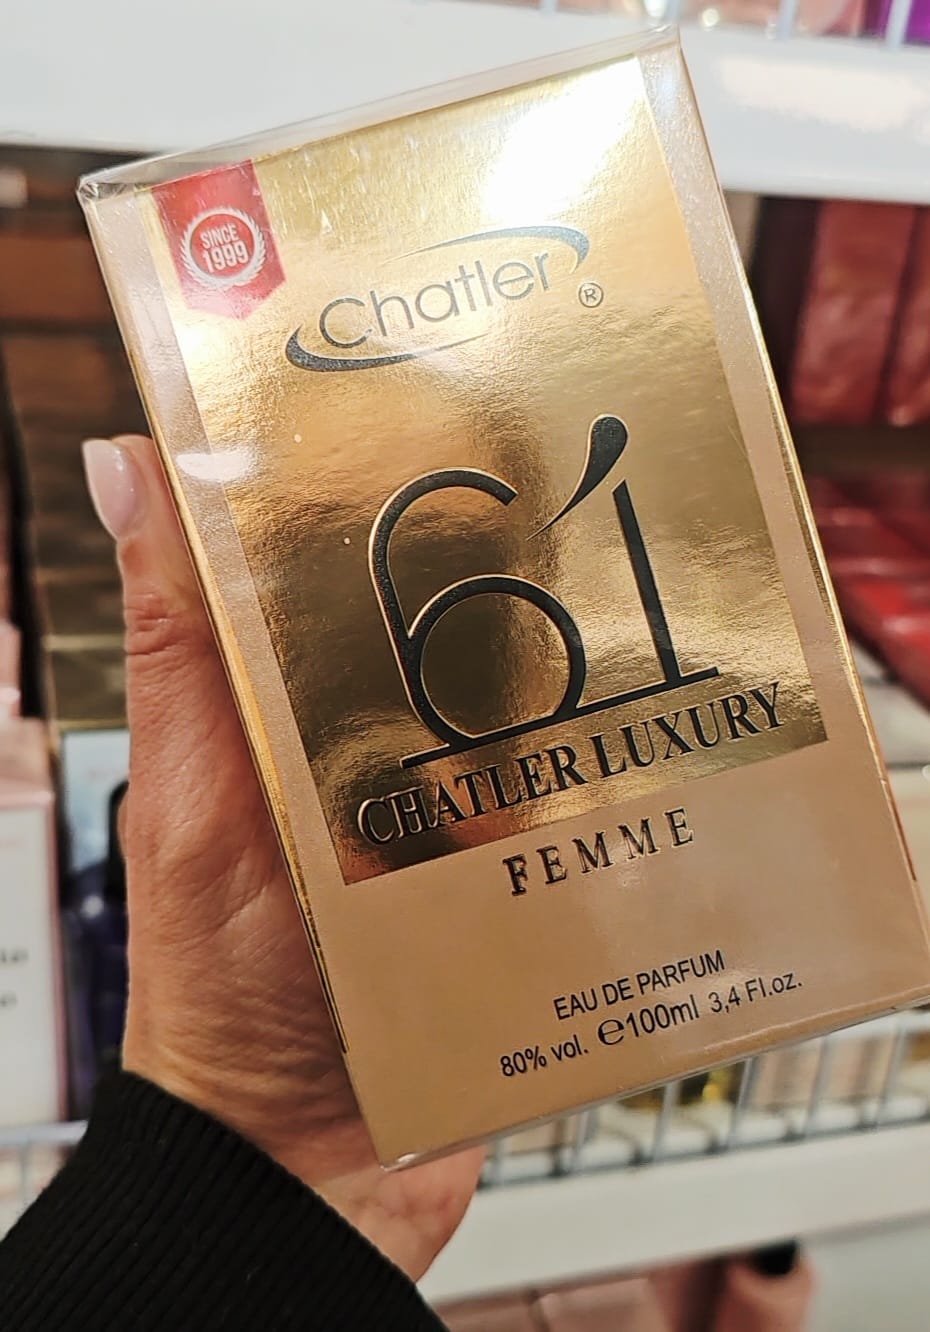 SINCE
1999
Chatler®
61
CHATLER LUXURY
FEMME
EAU DE PARFUM
80% vol. ℮100ml 3,4 Fl.oz.